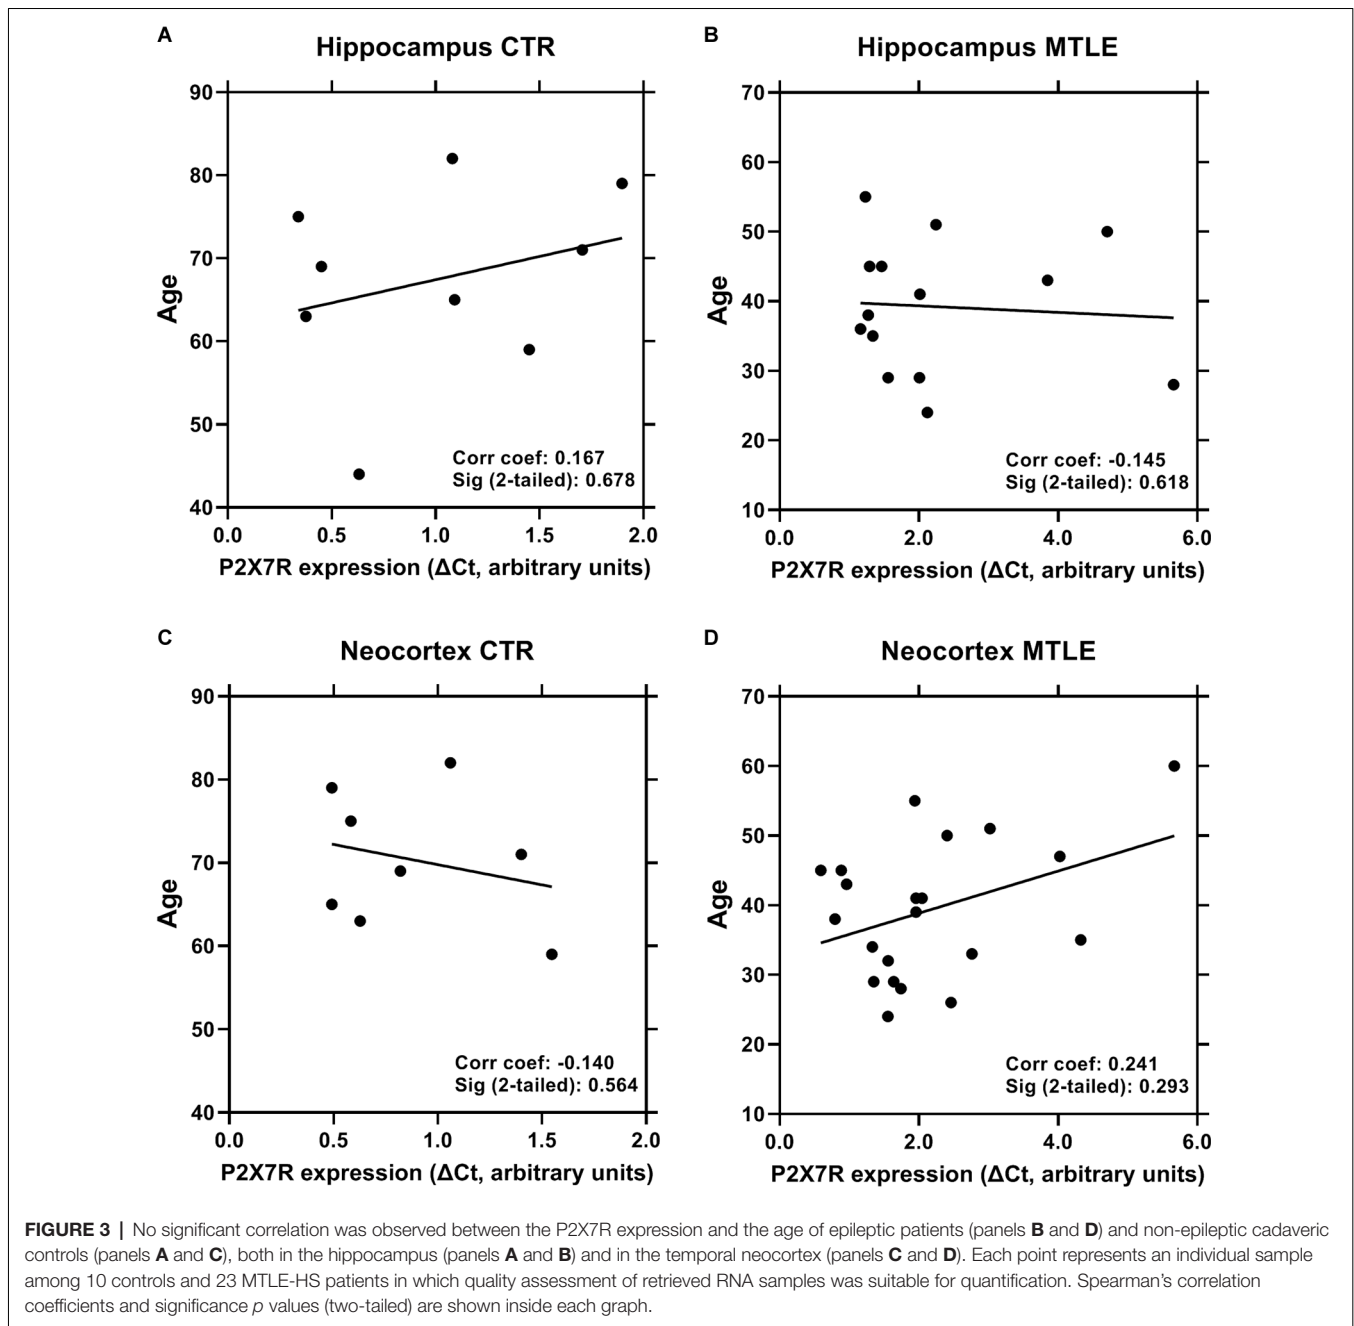 A
Hippocampus CTR
90
80
70
60
50
40
Age
0.0 0.5 1.0 1.5 2.0
Corr coef: 0.167
Sig (2-tailed): 0.678
P2X7R expression (ΔCt, arbitrary units)
B
Hippocampus MTLE
70
60
50
40
30
20
10
Age
0.0 2.0 4.0 6.0
Corr coef: -0.145
Sig (2-tailed): 0.618
P2X7R expression (ΔCt, arbitrary units)
C
Neocortex CTR
90
80
70
60
50
40
Age
0.0 0.5 1.0 1.5 2.0
Corr coef: -0.140
Sig (2-tailed): 0.564
P2X7R expression (ΔCt, arbitrary units)
D
Neocortex MTLE
70
60
50
40
30
20
10
Age
0.0 2.0 4.0 6.0
Corr coef: 0.241
Sig (2-tailed): 0.293
P2X7R expression (ΔCt, arbitrary units)
FIGURE 3 | No significant correlation was observed between the P2X7R expression and the age of epileptic patients (panels B and D) and non-epileptic cadaveric
controls (panels A and C), both in the hippocampus (panels A and B) and in the temporal neocortex (panels C and D). Each point represents an individual sample
among 10 controls and 23 MTLE-HS patients in which quality assessment of retrieved RNA samples was suitable for quantification. Spearman's correlation
coefficients and significance p values (two-tailed) are shown inside each graph.